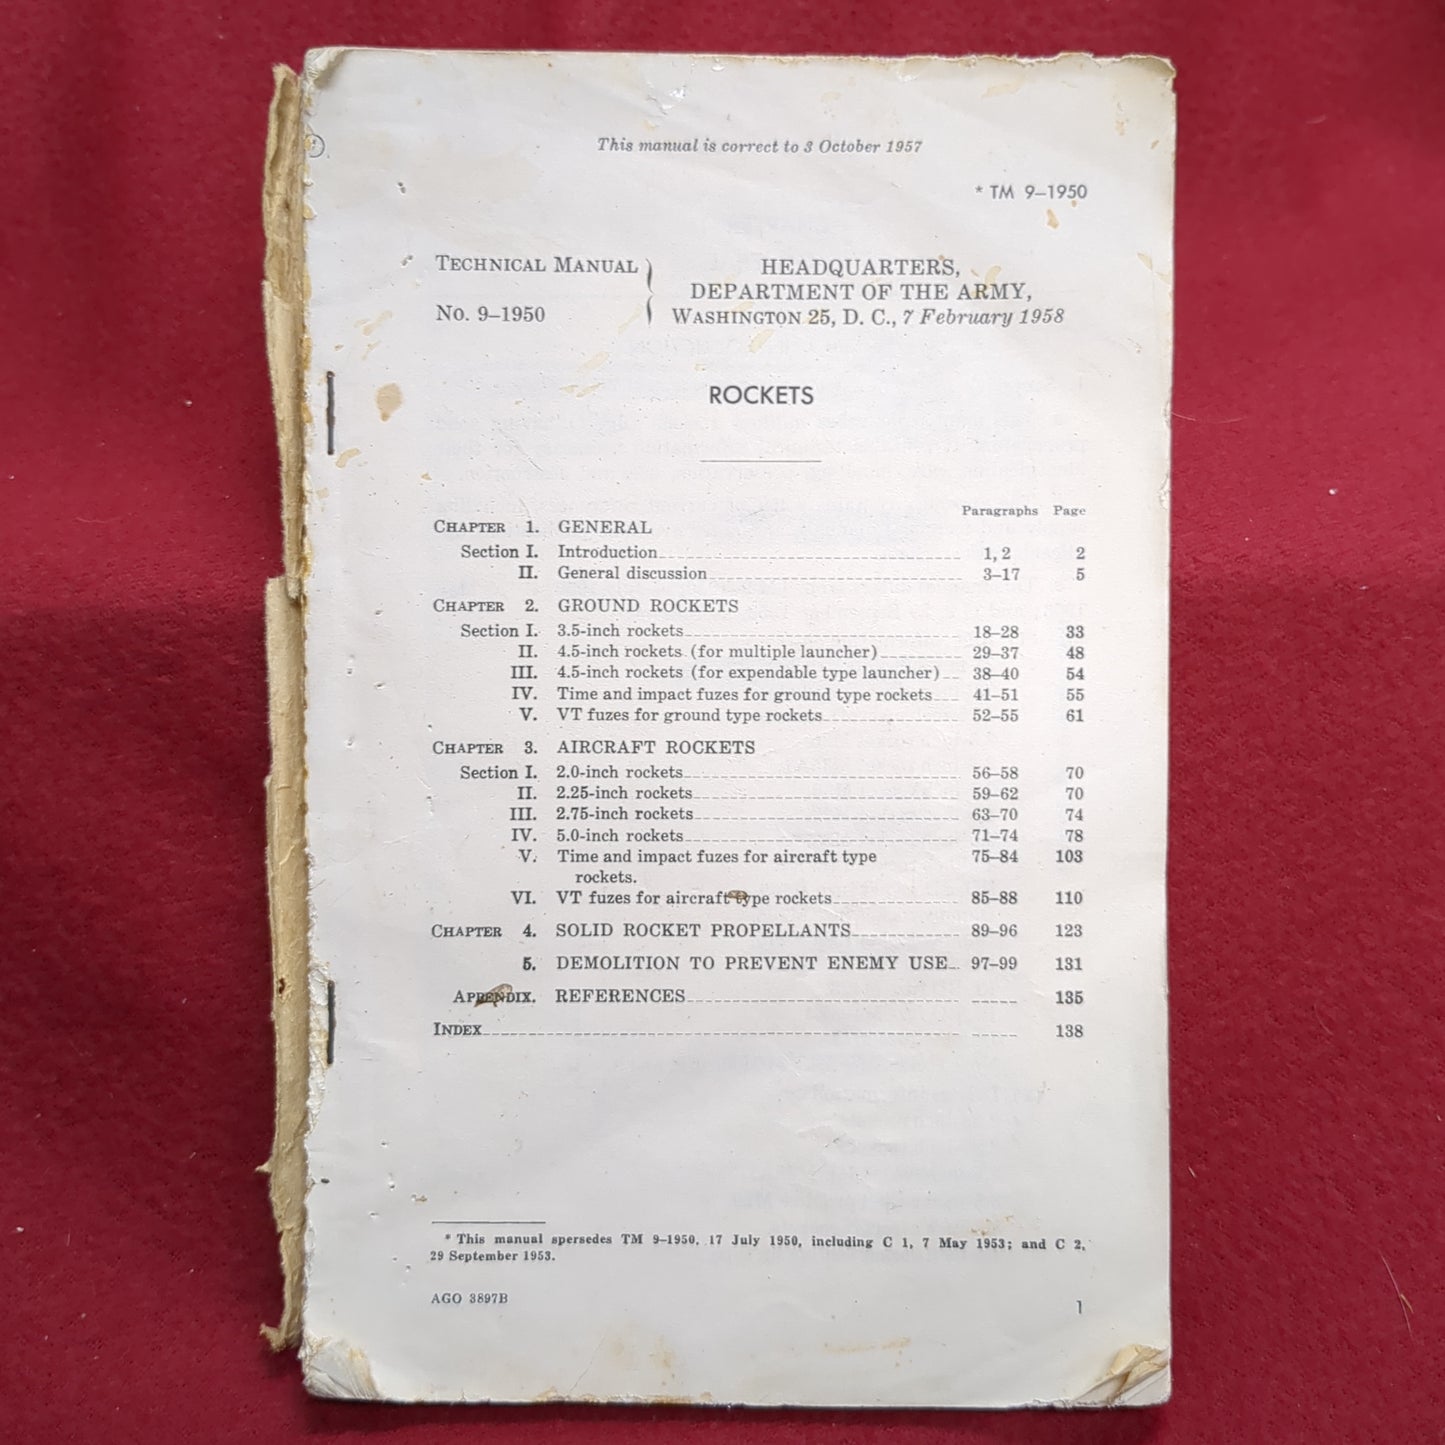 This manual is correct to 3 October 1957
* TM 9–1950
TECHNICAL MANUAL
No. 9–1950
HEADQUARTERS,
DEPARTMENT OF THE ARMY,
WASHINGTON 25, D. C., 7 February 1958
ROCKETS
Paragraphs Page
CHAPTER 1. GENERAL
Section I. Introduction 1, 2 2
II. General discussion 3–17 5
CHAPTER 2. GROUND ROCKETS
Section I. 3.5-inch rockets 18–28 33
II. 4.5-inch rockets (for multiple launcher) 29–37 48
III. 4.5-inch rockets (for expendable type launcher) 38–40 54
IV. Time and impact fuzes for ground type rockets 41–51 55
V. VT fuzes for ground type rockets 52–55 61
CHAPTER 3. AIRCRAFT ROCKETS
Section I. 2.0-inch rockets 56–58 70
II. 2.25-inch rockets 59–62 70
III. 2.75-inch rockets 63–70 74
IV. 5.0-inch rockets 71–74 78
V. Time and impact fuzes for aircraft type 75–84 103
rockets.
VI. VT fuzes for aircraft type rockets 85–88 110
CHAPTER 4. SOLID ROCKET PROPELLANTS 89–96 123
5. DEMOLITION TO PREVENT ENEMY USE 97–99 131
APPENDIX. REFERENCES 135
INDEX 138
* This manual spersedes TM 9–1950, 17 July 1950, including C 1, 7 May 1953; and C 2,
29 September 1953.
AGO 3897B
1